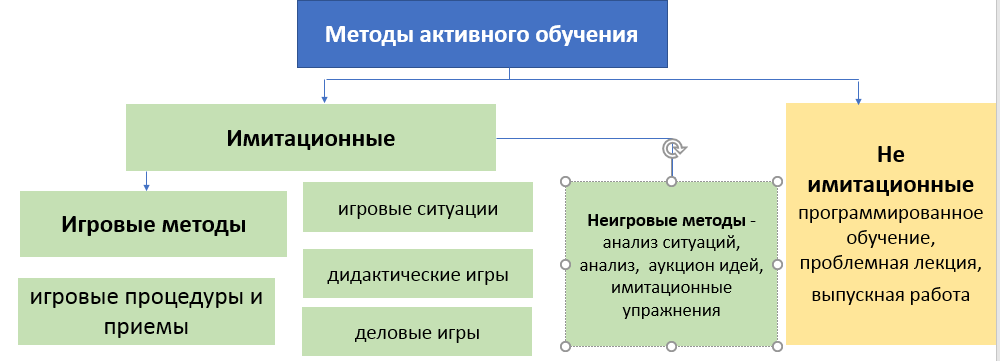 Методы активного обучения
Имитационные
Игровые методы
игровые процедуры и
приемы
игровые ситуации
дидактические игры
деловые игры
Неигровые методы -
анализ ситуаций,
анализ, аукцион идей,
имитационные
упражнения
Не
имитационные
программированное
обучение,
проблемная лекция,
выпускная работа